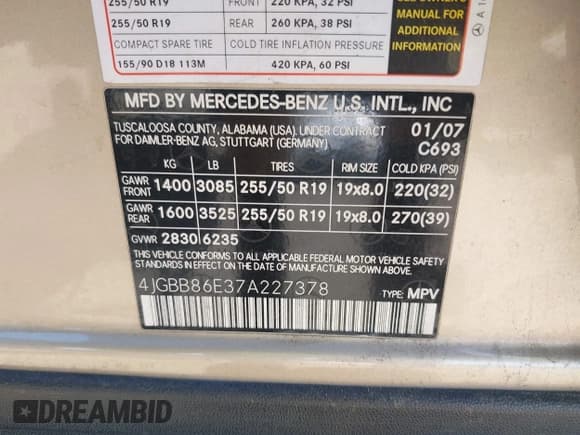 255/50 R19 FRONT 220 KPA, 32 PSI
255/50 R19 REAR 260 KPA, 38 PSI
COMPACT SPARE TIRE COLD TIRE INFLATION PRESSURE
155/90 D18 113M 420 KPA, 60 PSI
SEE OWNER'S
MANUAL FOR
ADDITIONAL
INFORMATION
MFD BY MERCEDES-BENZ U.S. INTL., INC
TUSCALOOSA COUNTY, ALABAMA (USA), UNDER CONTRACT
FOR DAIMLER-BENZ AG, STUTTGART (GERMANY)
01/07
C693
KG LB TIRES RIM SIZE COLD KPA (PSI)
GAWR FRONT 1400 3085 255/50 R19 19x8.0 220(32)
GAWR REAR 1600 3525 255/50 R19 19x8.0 270(39)
GVWR 2830 6235
THIS VEHICLE CONFORMS TO ALL APPLICABLE FEDERAL MOTOR VEHICLE SAFETY
STANDARDS IN EFFECT ON THE DATE OF MANUFACTURE SHOWN ABOVE
4JGBB86E37A227378 TYPE: MPV
DREAMBID